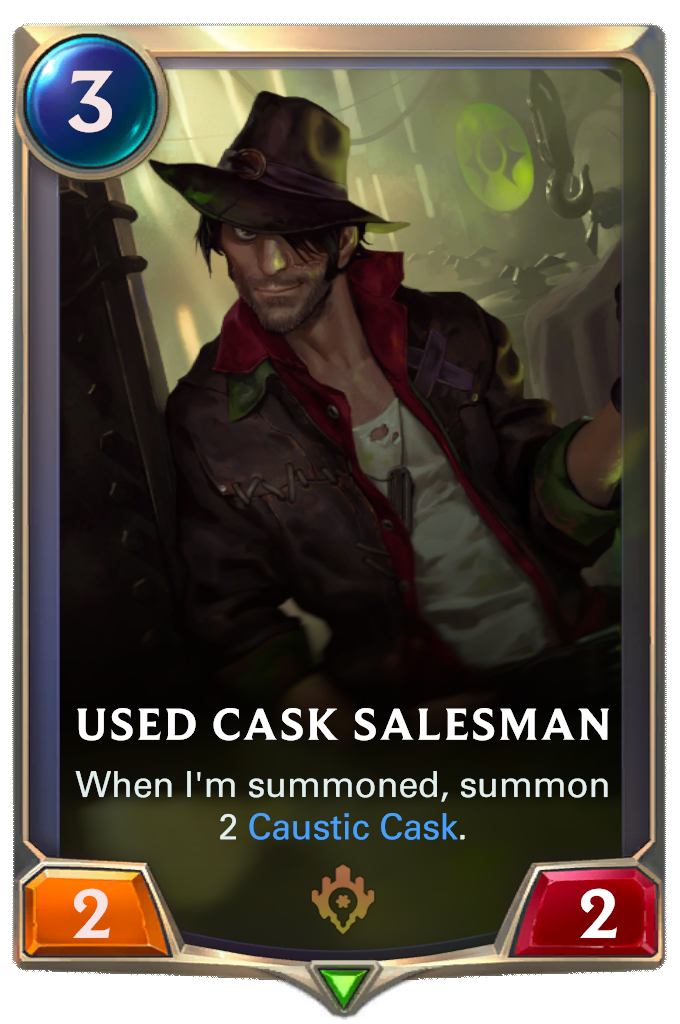 3
USED CASK SALESMAN
When I'm summoned, summon
2 Caustic Cask.
2
2